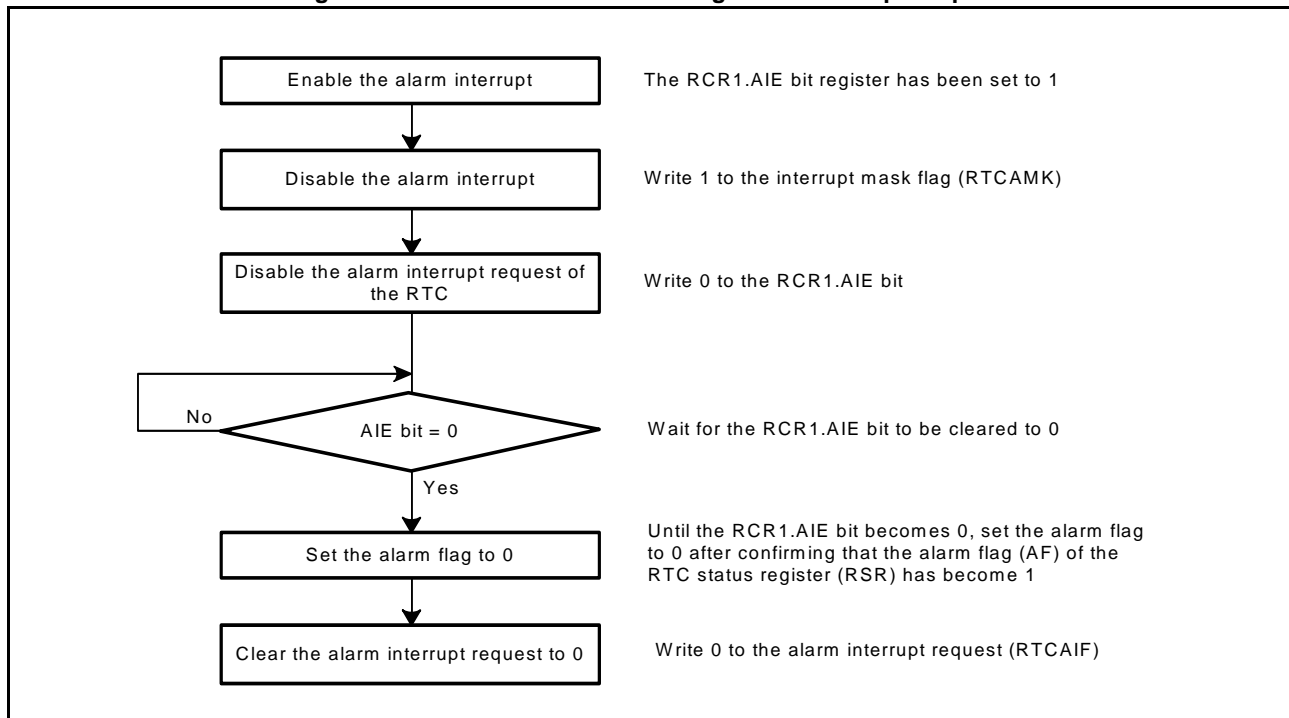 Enable the alarm interrupt
The RCR1.AIE bit register has been set to 1
Disable the alarm interrupt
Write 1 to the interrupt mask flag (RTCAMK)
Disable the alarm interrupt request of
the RTC
Write 0 to the RCR1.AIE bit
No
AIE bit = 0
Wait for the RCR1.AIE bit to be cleared to 0
Yes
Set the alarm flag to 0
Until the RCR1.AIE bit becomes 0, set the alarm flag
to 0 after confirming that the alarm flag (AF) of the
RTC status register (RSR) has become 1
Clear the alarm interrupt request to 0
Write 0 to the alarm interrupt request (RTCAIF)